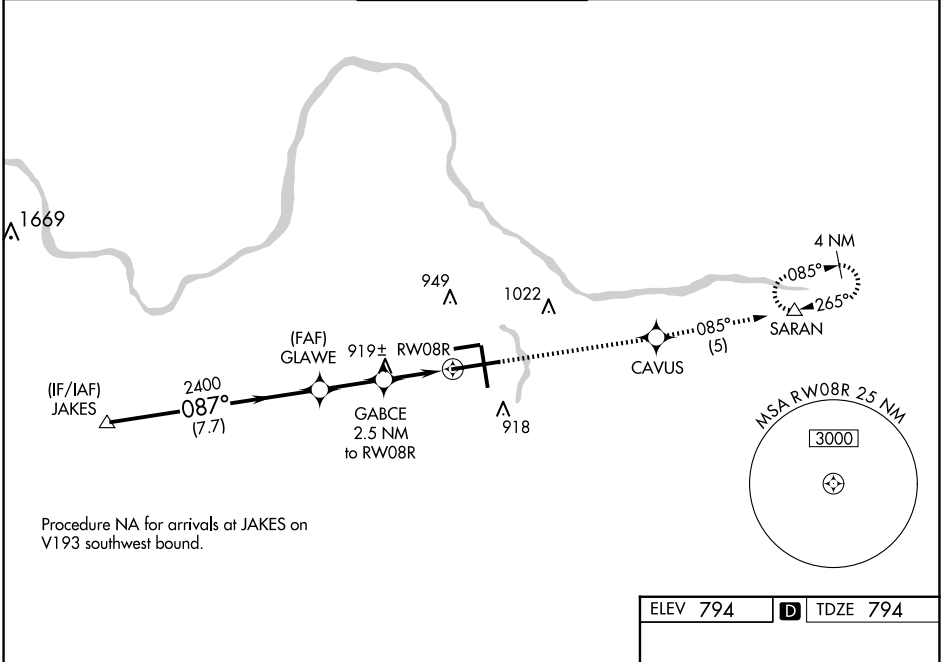 1669
4 NM
085°
265°
SARAN
949
1022
085°
(5)
CAVUS
(FAF)
GLAWE
919±
RW08R
(IF/IAF)
JAKES
2400
087°
(7.7)
GABCE
2.5 NM
to RW08R
918
MSA RW08R 25 NM
3000
Procedure NA for arrivals at JAKES on
V193 southwest bound.
ELEV 794 D TDZE 794